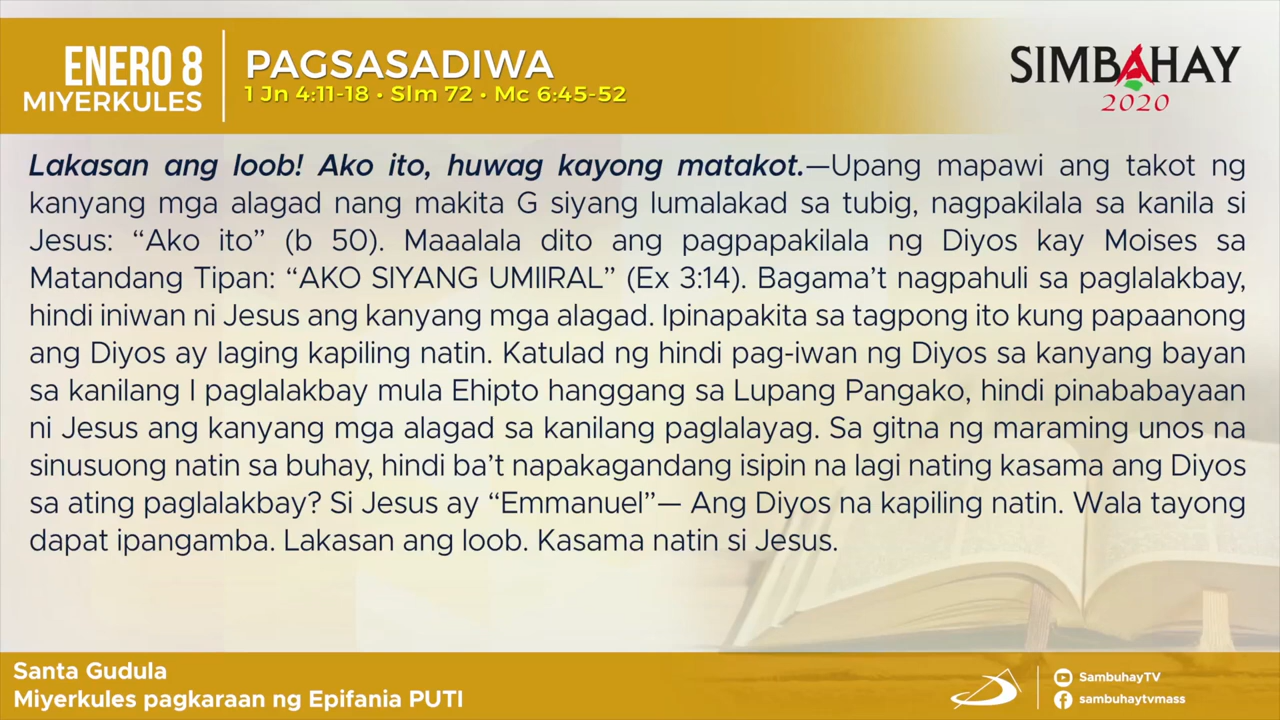 ENERO 8
MIYERKULES
PAGSASADIWA
1 Jn 4:11-18 • Slm 72 • Mc 6:45-52
SIMBAHAY
2020
Lakasan ang loob! Ako ito, huwag kayong matakot.—Upang mapawi ang takot ng
kanyang mga alagad nang makita G siyang lumalakad sa tubig, nagpakilala sa kanila si
Jesus: “Ako ito” (b 50). Maaalala dito ang pagpapakilala ng Diyos kay Moises sa
Matandang Tipan: “AKO SIYANG UMIIRAL” (Ex 3:14). Bagama’t nagpahuli sa paglalakbay,
hindi iniwan ni Jesus ang kanyang mga alagad. Ipinapakita sa tagpong ito kung papaanong
ang Diyos ay laging kapiling natin. Katulad ng hindi pag-iwan ng Diyos sa kanyang bayan
sa kanilang I paglalakbay mula Ehipto hanggang sa Lupang Pangako, hindi pinababayaan
ni Jesus ang kanyang mga alagad sa kanilang paglalayag. Sa gitna ng maraming unos na
sinusuong natin sa buhay, hindi ba’t napakagandang isipin na lagi nating kasama ang Diyos
sa ating paglalakbay? Si Jesus ay “Emmanuel”— Ang Diyos na kapiling natin. Wala tayong
dapat ipangamba. Lakasan ang loob. Kasama natin si Jesus.
Santa Gudula
Miyerkules pagkaraan ng Epifania PUTI
SambuhayTV
sambuhaytvmass